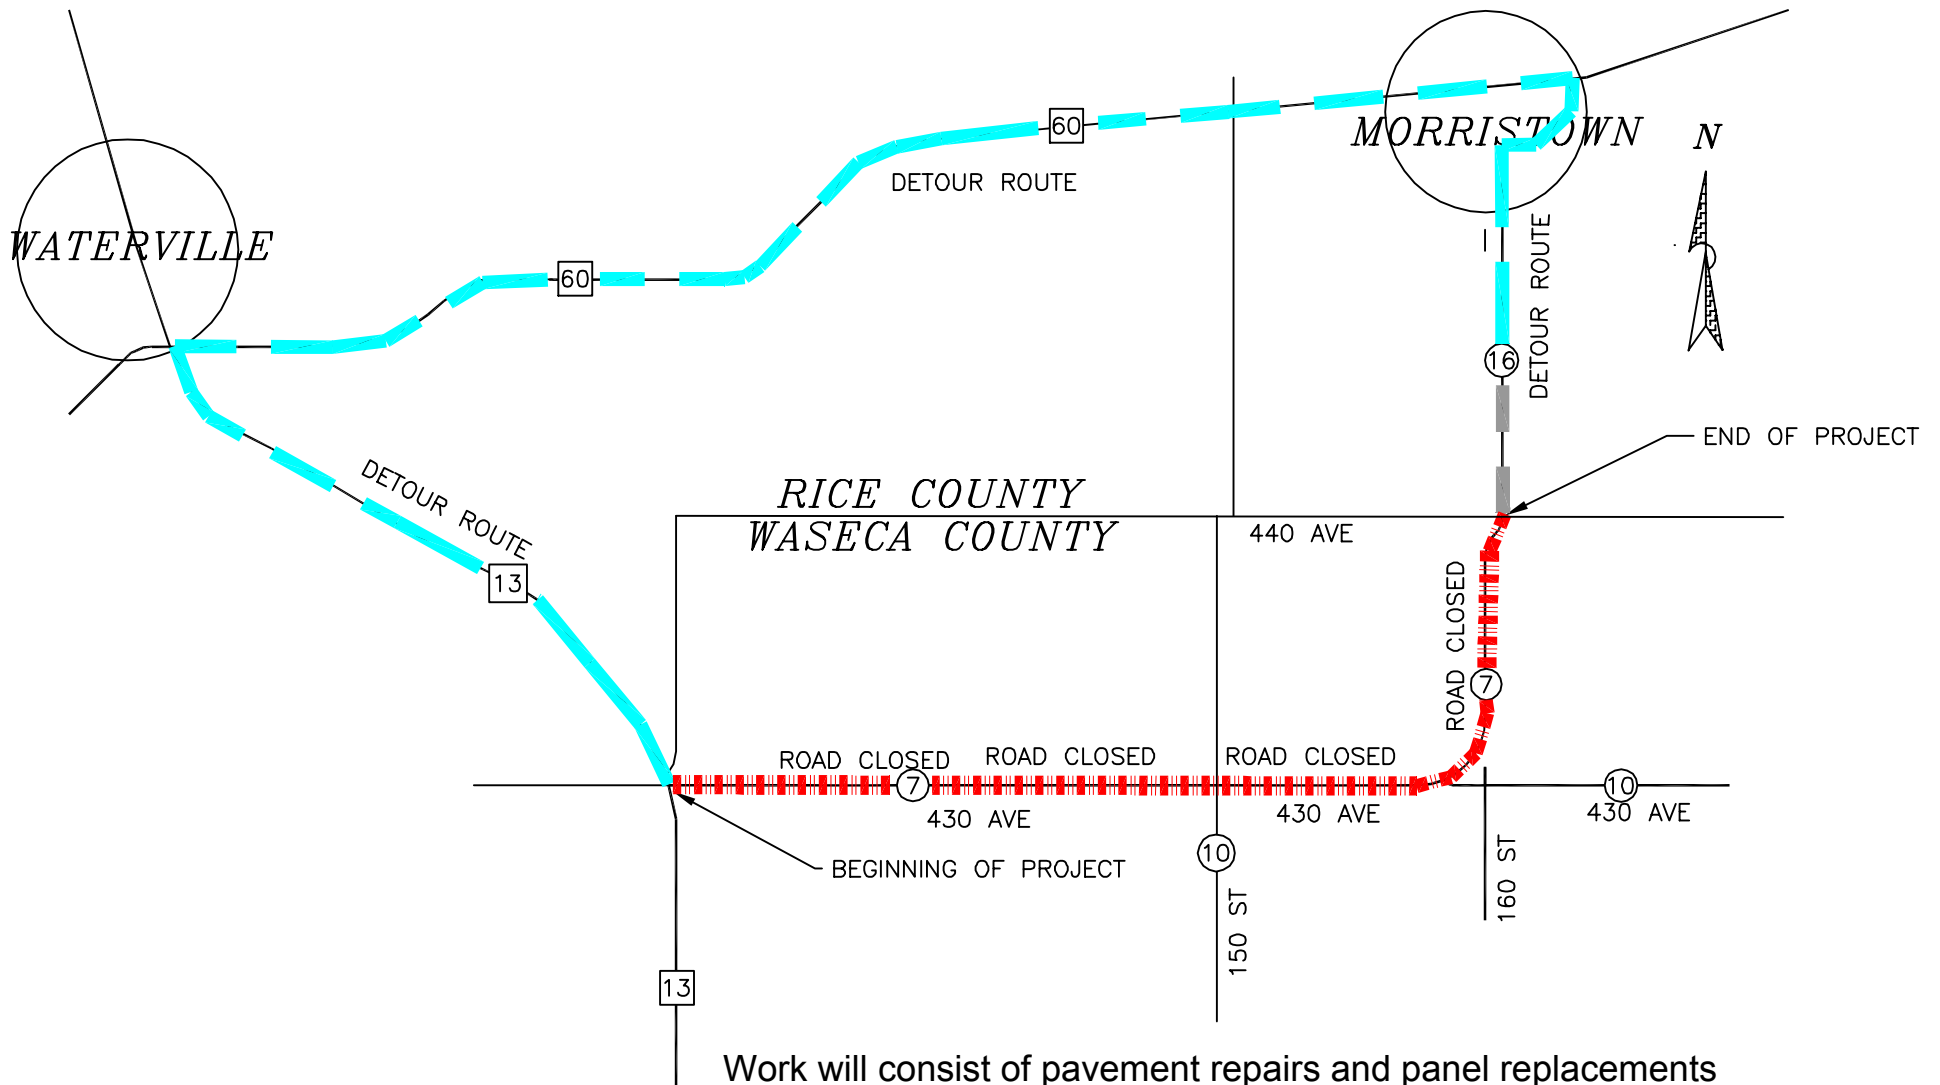 60
MORRISTOWN
N
DETOUR ROUTE
WATERVILLE
60
DETOUR ROUTE
16
END OF PROJECT
DETOUR ROUTE
RICE COUNTY
WASECA COUNTY
440 AVE
13
ROAD CLOSED
7
ROAD CLOSED
ROAD CLOSED
ROAD CLOSED
7
10
430 AVE
430 AVE
430 AVE
BEGINNING OF PROJECT
10
160 ST
150 ST
13
Work will consist of pavement repairs and panel replacements